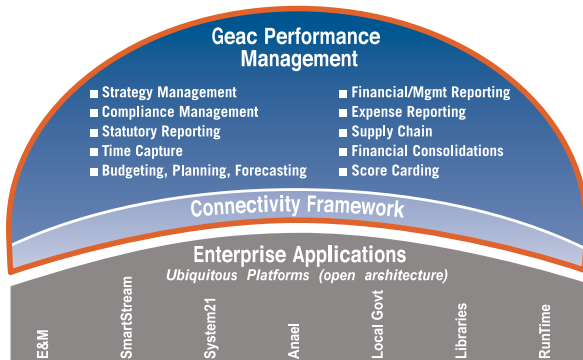 Geac Performance
Management
■ Strategy Management
■ Compliance Management
■ Statutory Reporting
■ Time Capture
■ Budgeting, Planning, Forecasting
■ Financial/Mgmt Reporting
■ Expense Reporting
■ Supply Chain
■ Financial Consolidations
■ Score Carding
Connectivity Framework
Enterprise Applications
Ubiquitous Platforms (open architecture)
E&M
SmartStream
System21
Anael
Local Govt
Libraries
RunTime